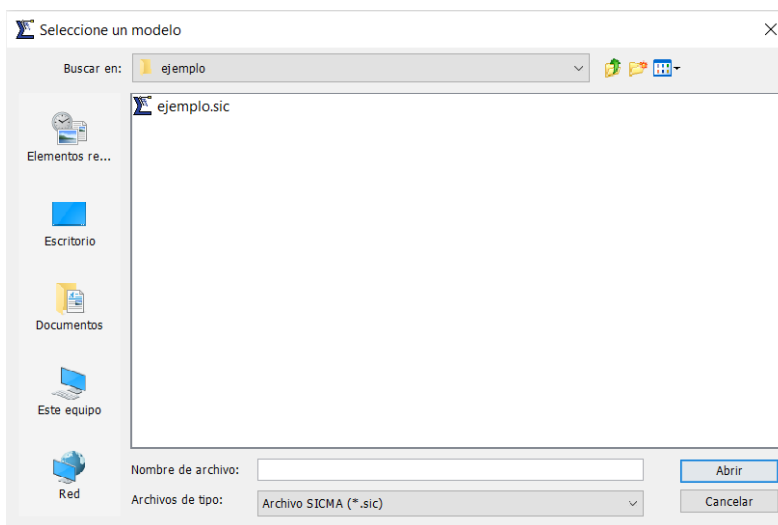 Seleccione un modelo
Buscar en: ejemplo
ejemplo.sic
Elementos re...
Escritorio
Documentos
Este equipo
Red
Nombre de archivo:
Abrir
Archivos de tipo: Archivo SICMA (*.sic)
Cancelar